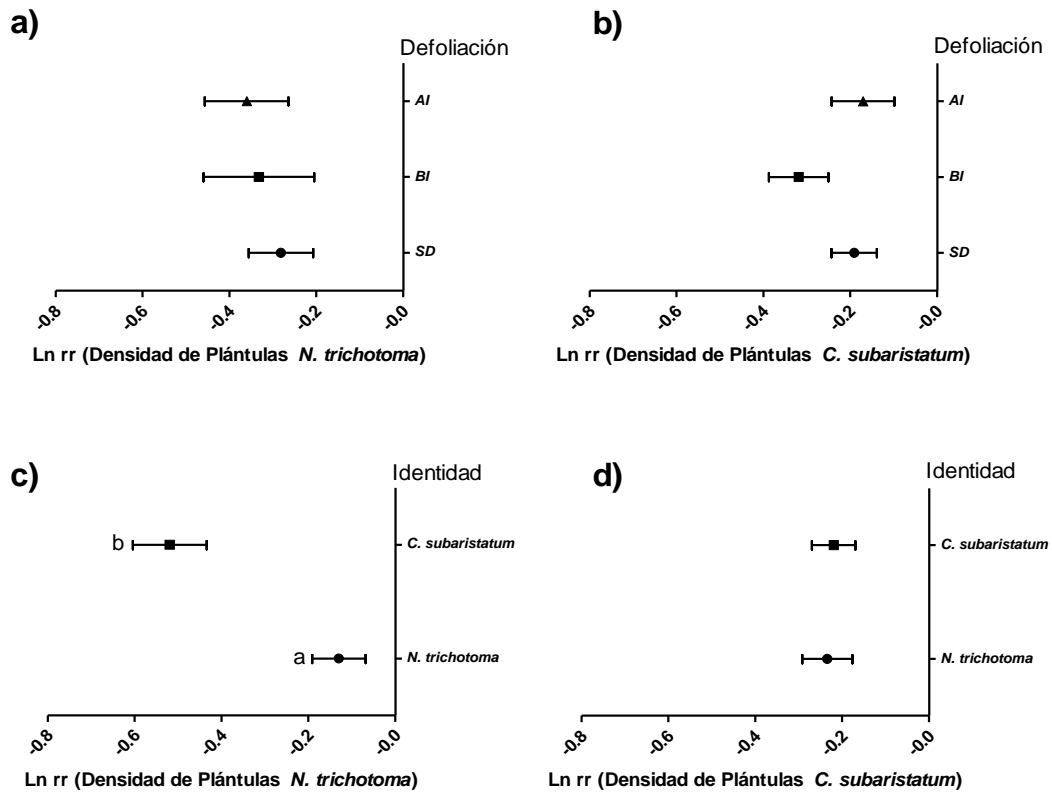 a)
Defoliación
AI
BI
SD
-0.8
-0.6
-0.4
-0.2
-0.0
Ln rr (Densidad de Plántulas N. trichotoma)
b)
Defoliación
AI
BI
SD
-0.8
-0.6
-0.4
-0.2
-0.0
Ln rr (Densidad de Plántulas C. subaristatum)
c)
Identidad
b
C. subaristatum
a
N. trichotoma
-0.8
-0.6
-0.4
-0.2
-0.0
Ln rr (Densidad de Plántulas N. trichotoma)
d)
Identidad
C. subaristatum
N. trichotoma
-0.8
-0.6
-0.4
-0.2
-0.0
Ln rr (Densidad de Plántulas C. subaristatum)